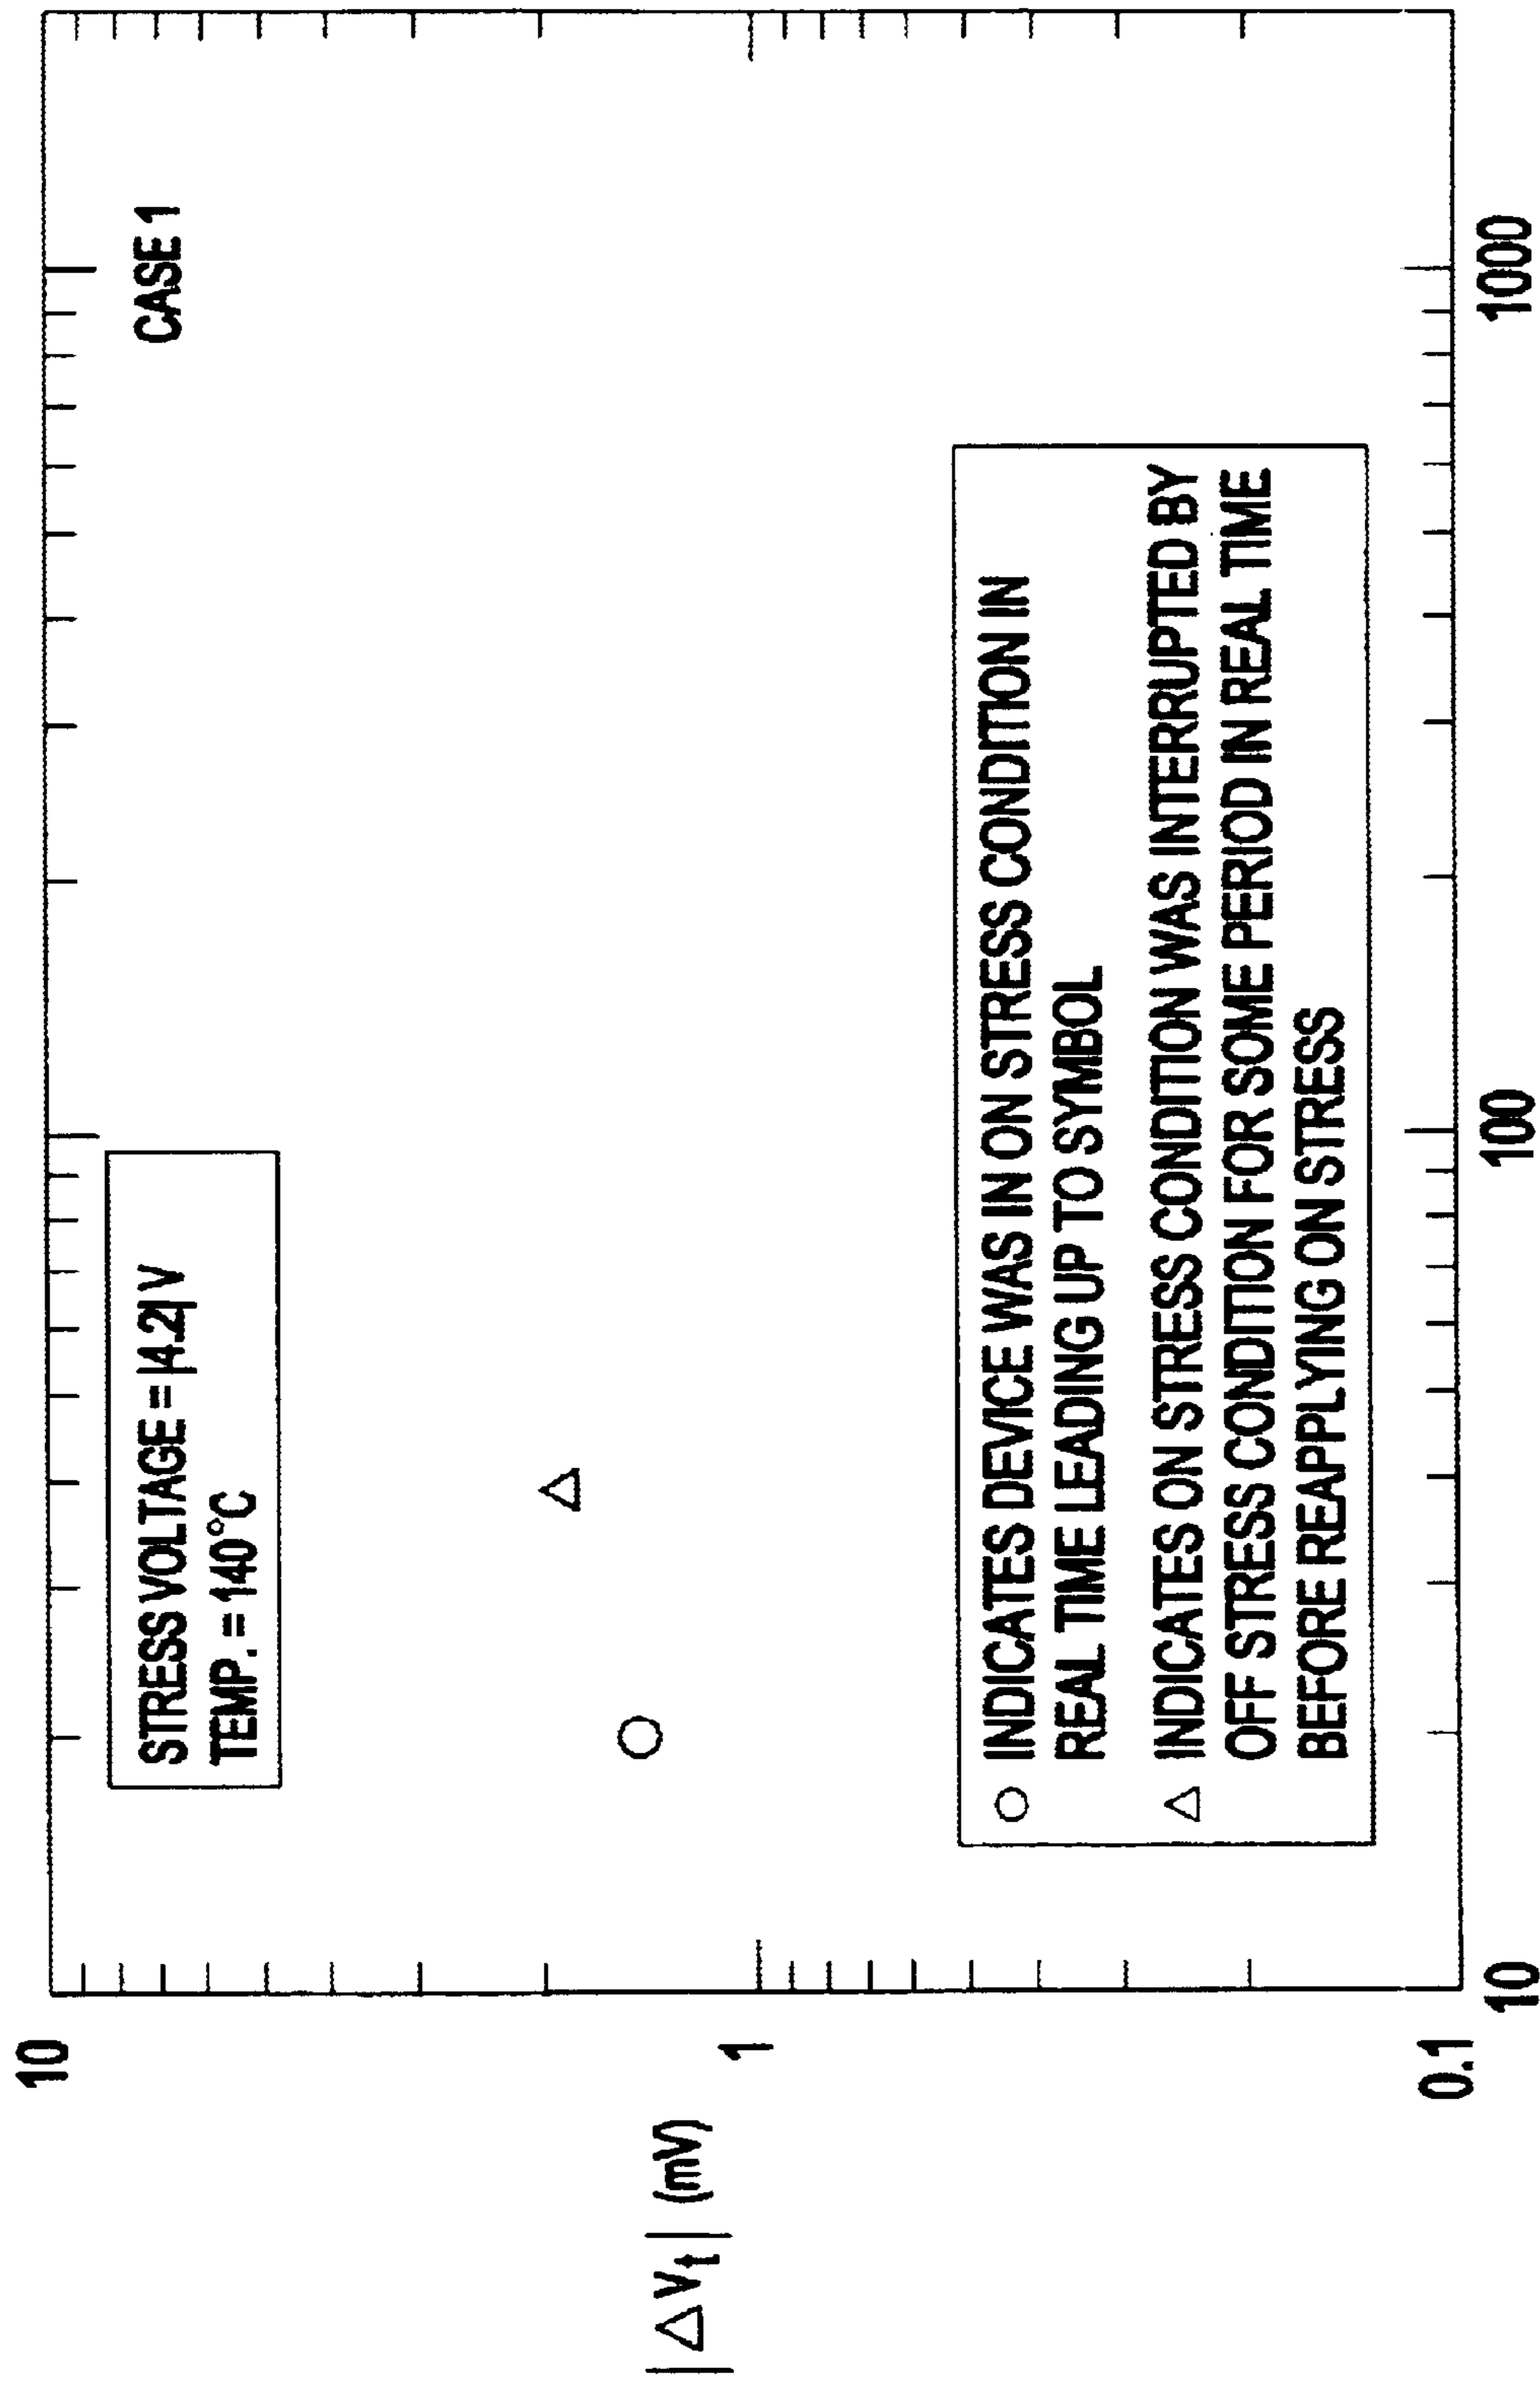 10
STRESS VOLTAGE = |4.2| V
TEMP. = 140°C
CASE 1
|△Vt| (mV)
1
○ INDICATES DEVICE WAS IN ON STRESS CONDITION IN
REAL TIME LEADING UP TO SYMBOL
△ INDICATES ON STRESS CONDITION WAS INTERRUPTED BY
OFF STRESS CONDITION FOR SOME PERIOD IN REAL TIME
BEFORE REAPPLYING ON STRESS
0.1
10
100
1000